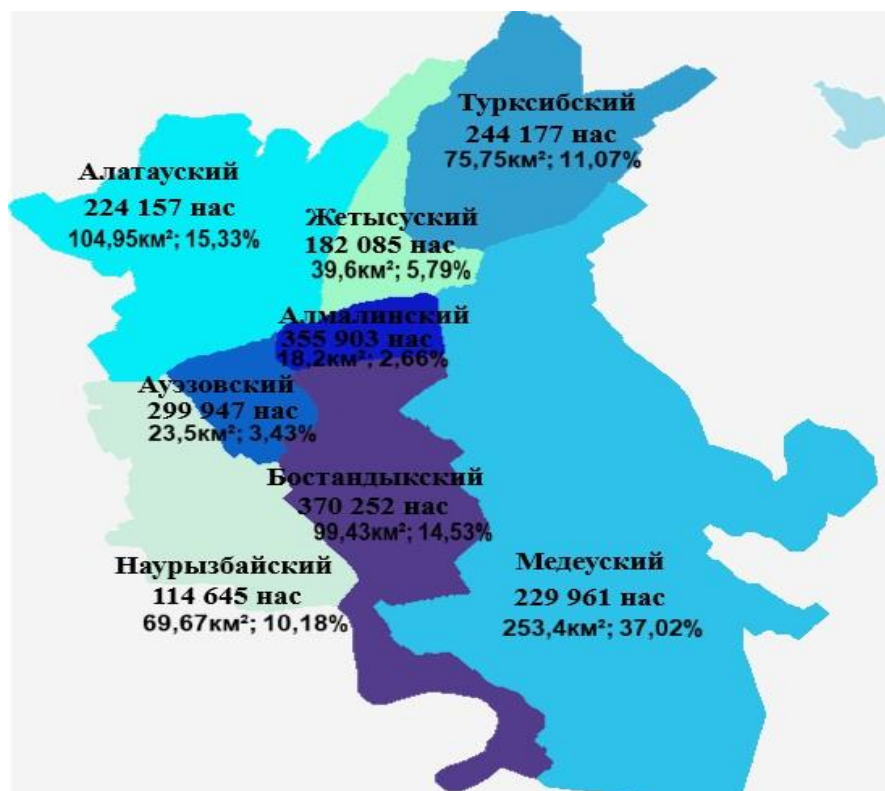 Турксибский
244 177 нас
75,75км²; 11,07%
Алатауский
224 157 нас
104,95км²; 15,33%
Жетысуский
182 085 нас
39,6км²; 5,79%
Алмалинский
355 903 нас
18,2км²; 2,66%
Ауэзовский
299 947 нас
23,5км²; 3,43%
Бостандыкский
370 252 нас
99,43км²; 14,53%
Наурызбайский
114 645 нас
69,67км²; 10,18%
Медеуский
229 961 нас
253,4км²; 37,02%